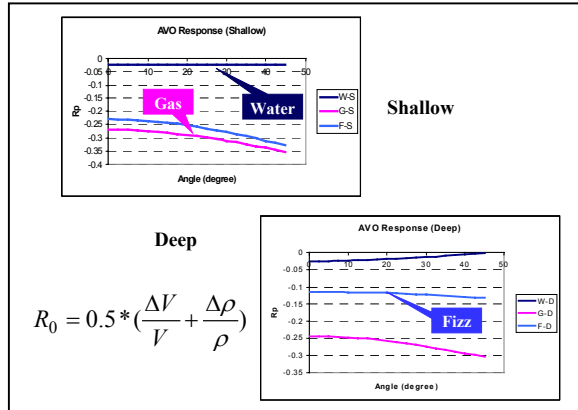 AVO Response (Shallow)
0
-0.05
-0.1
-0.15
-0.2
-0.25
-0.3
-0.35
-0.4
0 10 20 30 40 50
Rp
Gas
Water
W-S
G-S
F-S
Angle (degree)
Shallow
Deep
R₀ = 0.5*(ΔV/V + Δρ/ρ)
AVO Response (Deep)
0
-0.05
-0.1
-0.15
-0.2
-0.25
-0.3
-0.35
0 10 20 30 40 50
Rp
Fizz
W-D
G-D
F-D
Angle (degree)